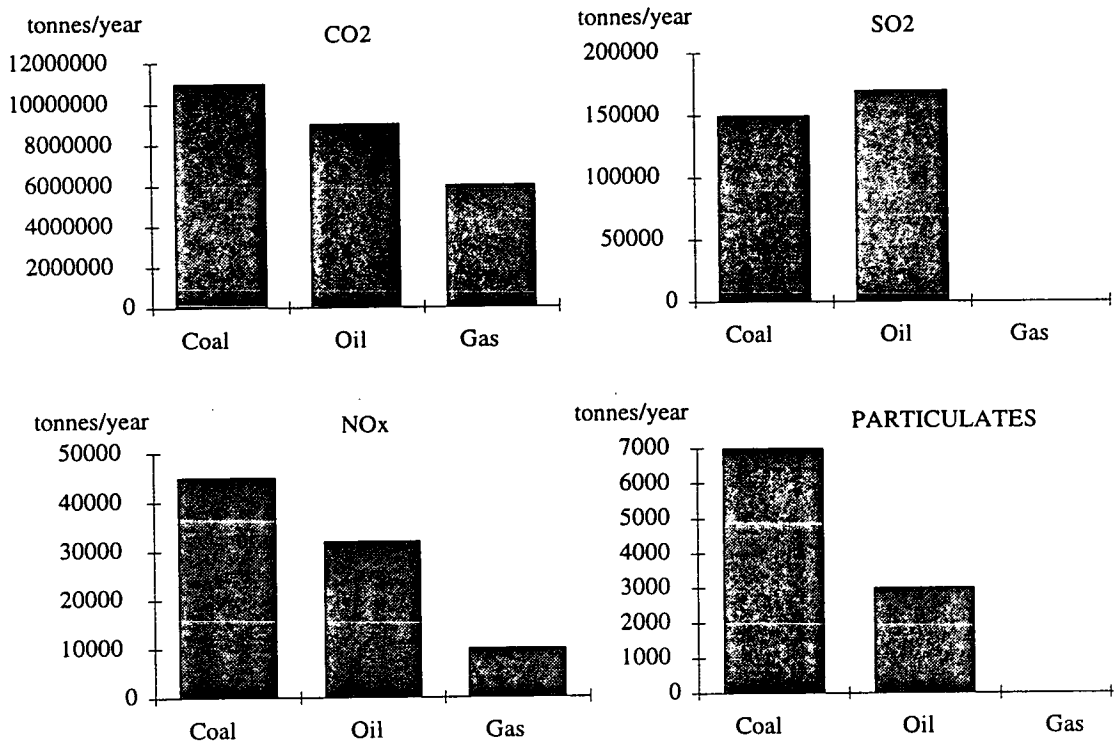 tonnes/year
CO2
12000000
10000000
8000000
6000000
4000000
2000000
0
Coal Oil Gas
tonnes/year
SO2
200000
150000
100000
50000
0
Coal Oil Gas
tonnes/year
NOx
50000
40000
30000
20000
10000
0
Coal Oil Gas
tonnes/year
PARTICULATES
7000
6000
5000
4000
3000
2000
1000
0
Coal Oil Gas